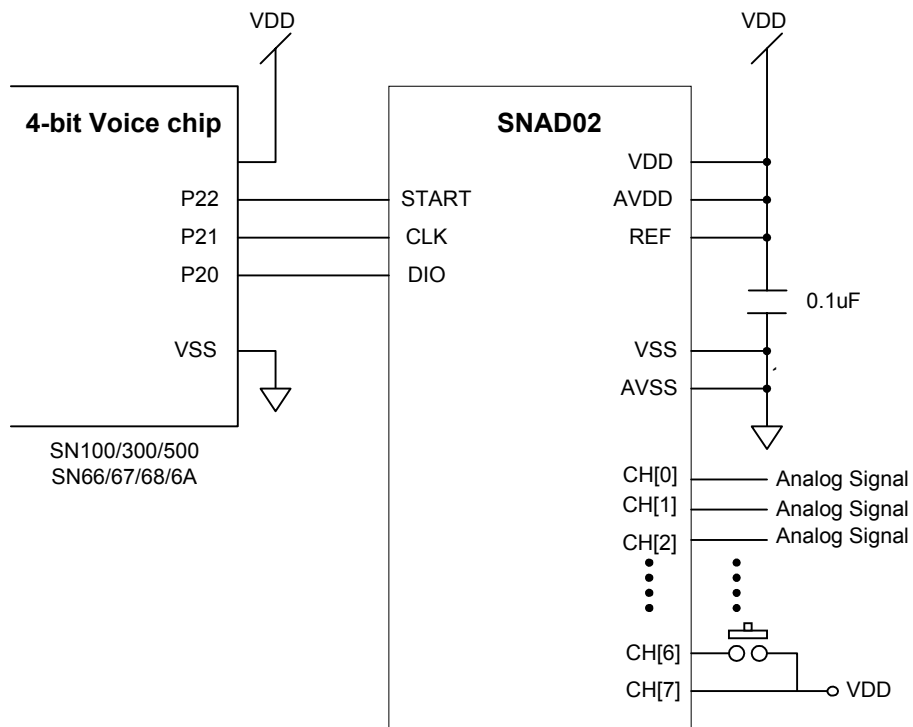 VDD
VDD
4-bit Voice chip
SNAD02
VDD
P22
START
AVDD
P21
CLK
REF
P20
DIO
0.1uF
VSS
VSS
AVSS
SN100/300/500
SN66/67/68/6A
CH[0]
Analog Signal
CH[1]
Analog Signal
CH[2]
Analog Signal
CH[6]
CH[7]
VDD